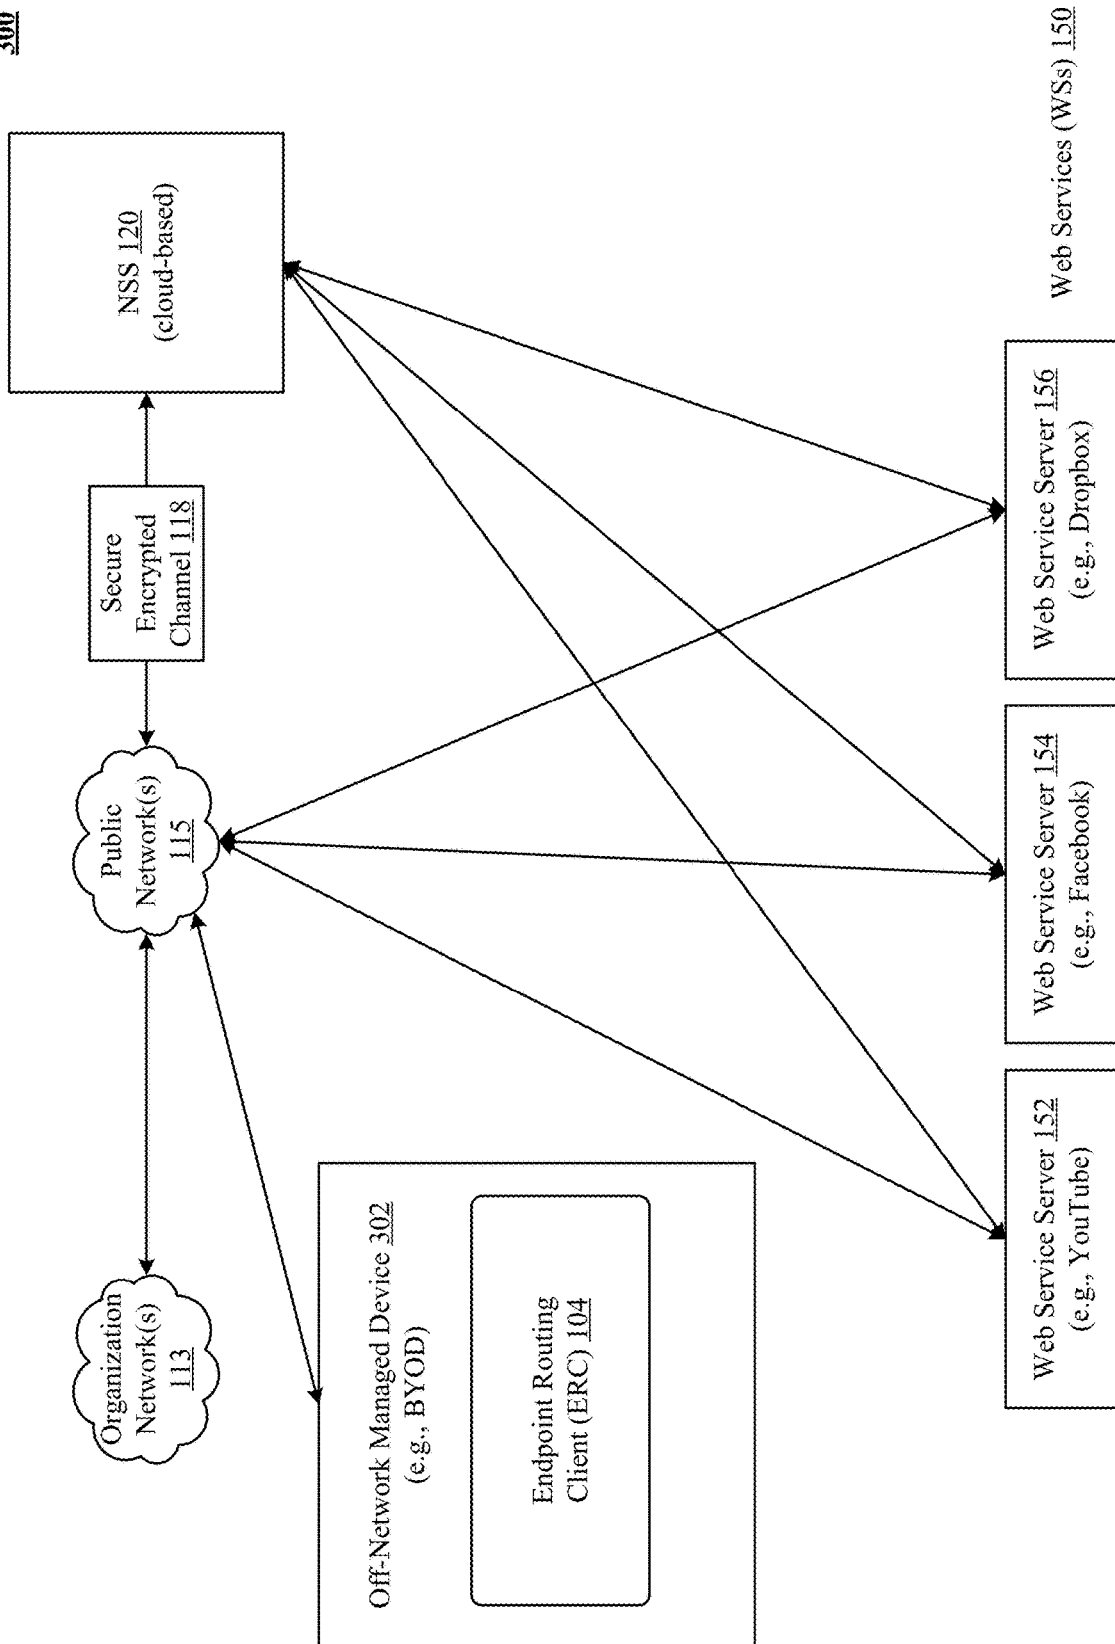 300
Organization
Network(s)
113
Public
Network(s)
115
Secure
Encrypted
Channel 118
NSS 120
(cloud-based)
Off-Network Managed Device 302
(e.g., BYOD)
Endpoint Routing
Client (ERC) 104
Web Service Server 152
(e.g., YouTube)
Web Service Server 154
(e.g., Facebook)
Web Service Server 156
(e.g., Dropbox)
Web Services (WSs) 150